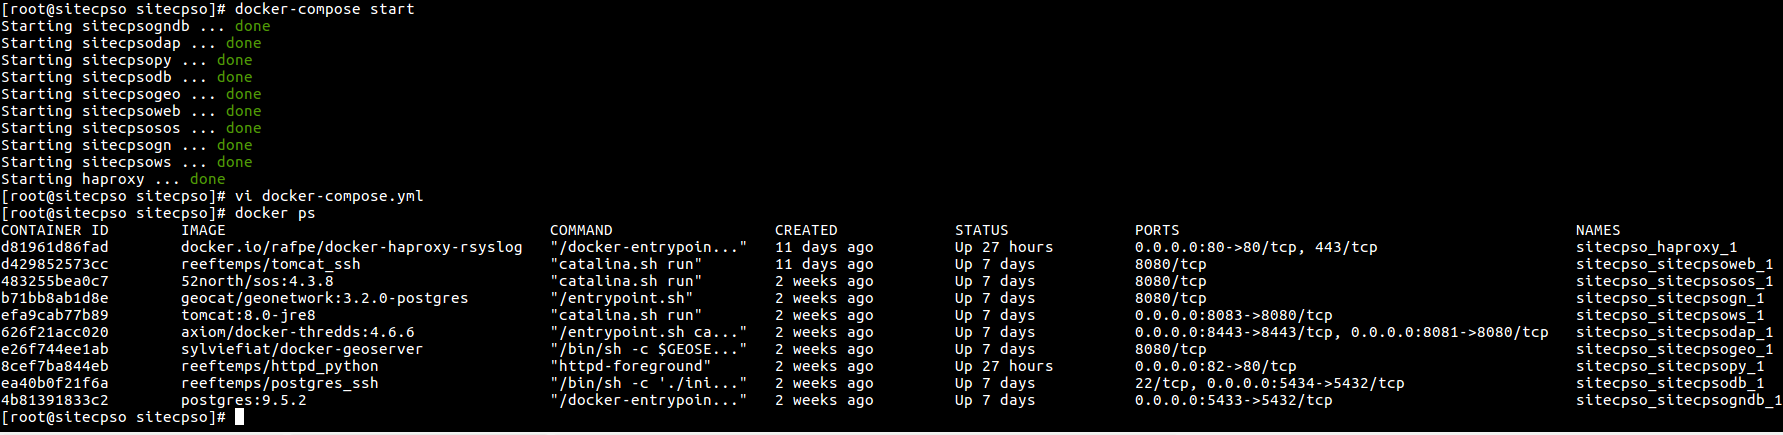 [root@sitecpso sitecpso]# docker-compose start
Starting sitecpsogndb ... done
Starting sitecpsodap ... done
Starting sitecpsopy ... done
Starting sitecpsodb ... done
Starting sitecpsogeo ... done
Starting sitecpsoweb ... done
Starting sitecpsosos ... done
Starting sitecpsogn ... done
Starting sitecpsows ... done
Starting haproxy ... done
[root@sitecpso sitecpso]# vi docker-compose.yml
[root@sitecpso sitecpso]# docker ps
CONTAINER ID        IMAGE                                    COMMAND                  CREATED             STATUS              PORTS                                            NAMES
d81961d86fad        docker.io/rafpe/docker-haproxy-rsyslog   "/docker-entrypoin..."   11 days ago         Up 27 hours         0.0.0.0:80->80/tcp, 443/tcp                      sitecpso_haproxy_1
d429852573cc        reeftemps/tomcat_ssh                     "catalina.sh run"        11 days ago         Up 7 days           8080/tcp                                         sitecpso_sitecpsoweb_1
483255bea0c7        52north/sos:4.3.8                        "catalina.sh run"        2 weeks ago         Up 7 days           8080/tcp                                         sitecpso_sitecpsosos_1
b71bb8ab1d8e        geocat/geonetwork:3.2.0-postgres         "/entrypoint.sh"         2 weeks ago         Up 7 days           8080/tcp                                         sitecpso_sitecpsogn_1
efa9cab77b89        tomcat:8.0-jre8                          "catalina.sh run"        2 weeks ago         Up 7 days           0.0.0.0:8083->8080/tcp                           sitecpso_sitecpsows_1
626f21acc020        axiom/docker-thredds:4.6.6               "/entrypoint.sh ca..."   2 weeks ago         Up 7 days           0.0.0.0:8443->8443/tcp, 0.0.0.0:8081->8080/tcp   sitecpso_sitecpsodap_1
e26f744ee1ab        sylviefiat/docker-geoserver              "/bin/sh -c $GEOSE..."   2 weeks ago         Up 7 days           8080/tcp                                         sitecpso_sitecpsogeo_1
8cef7ba844eb        reeftemps/httpd_python                   "httpd-foreground"       2 weeks ago         Up 27 hours         0.0.0.0:82->80/tcp                               sitecpso_sitecpsopy_1
ea40b0f21f6a        reeftemps/postgres_ssh                   "/bin/sh -c './ini..."   2 weeks ago         Up 7 days           22/tcp, 0.0.0.0:5434->5432/tcp                   sitecpso_sitecpsodb_1
4b81391833c2        postgres:9.5.2                           "/docker-entrypoin..."   2 weeks ago         Up 7 days           0.0.0.0:5433->5432/tcp                           sitecpso_sitecpsogndb_1
[root@sitecpso sitecpso]#